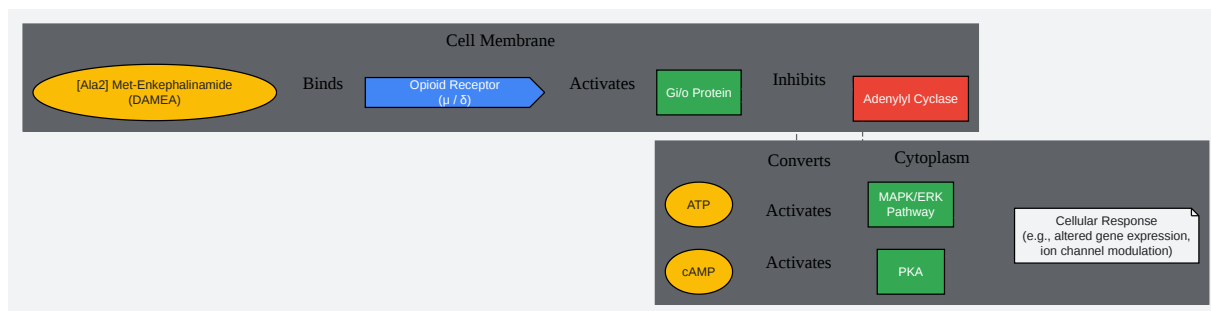 Cell Membrane
[Ala2] Met-Enkephalinamide
(DAMEA)
Binds
Opioid Receptor
(μ / δ)
Activates
Gi/o Protein
Inhibits
Adenylyl Cyclase
Converts
Cytoplasm
ATP
Activates
MAPK/ERK
Pathway
Cellular Response
(e.g., altered gene expression,
ion channel modulation)
cAMP
Activates
PKA